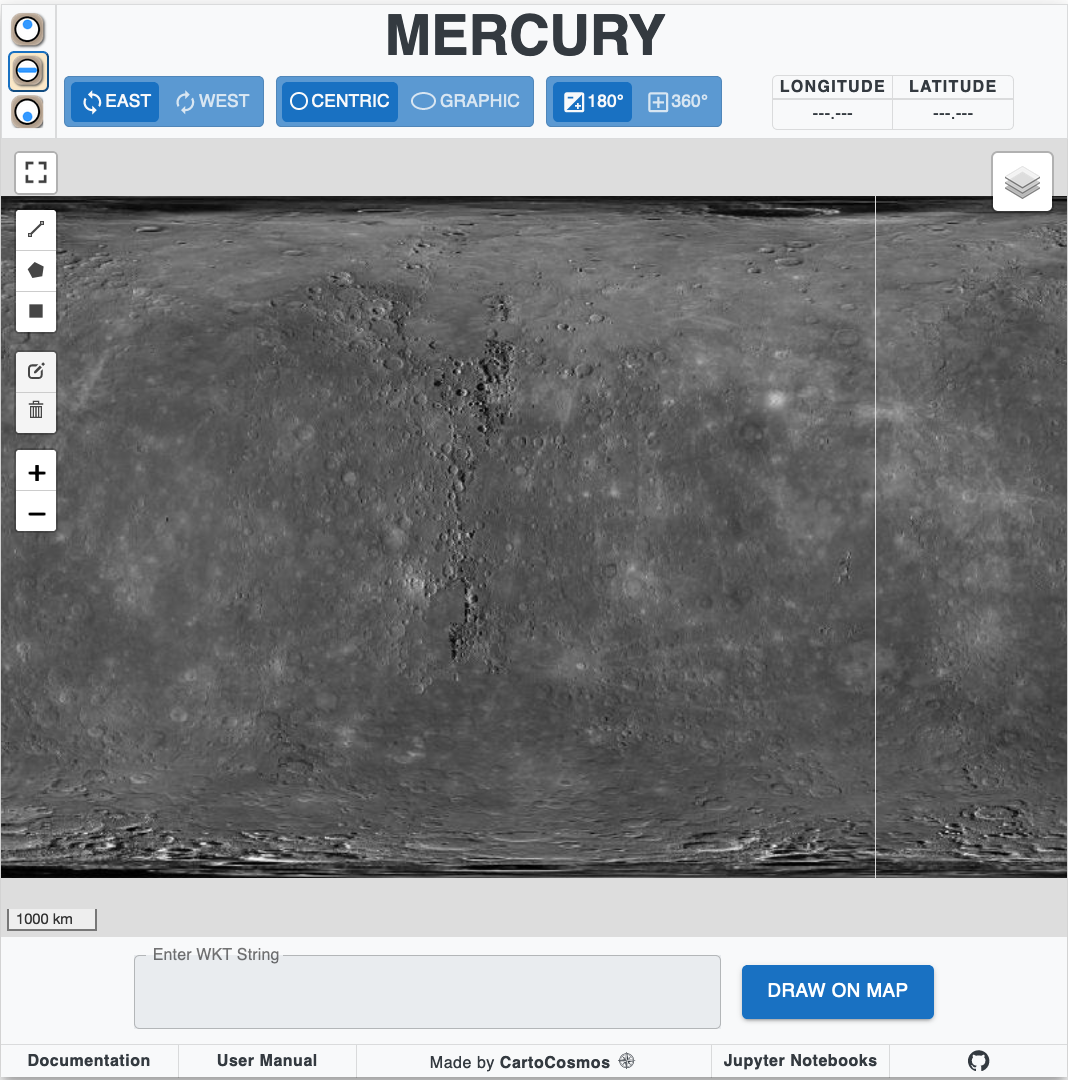 MERCURY
EAST WEST CENTRIC GRAPHIC 180° 360°
LONGITUDE LATITUDE
---.--- ---.---
+
−
1000 km
Enter WKT String
DRAW ON MAP
Documentation User Manual Made by CartoCosmos Jupyter Notebooks